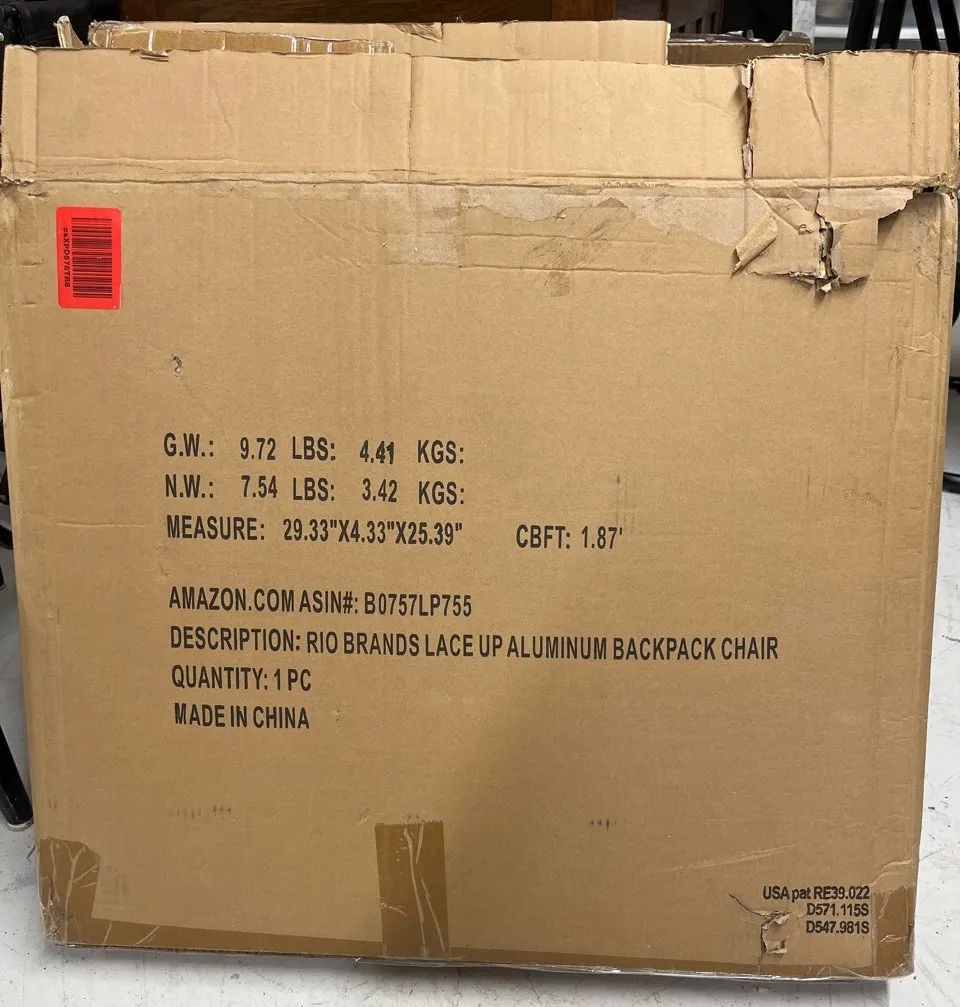 csXPD576TR8
G.W.: 9.72 LBS: 4.41 KGS:
N.W.: 7.54 LBS: 3.42 KGS:
MEASURE: 29.33"X4.33"X25.39" CBFT: 1.87'
AMAZON.COM ASIN#: B0757LP755
DESCRIPTION: RIO BRANDS LACE UP ALUMINUM BACKPACK CHAIR
QUANTITY: 1 PC
MADE IN CHINA
USA pat RE39.022
D571.115S
D547.981S